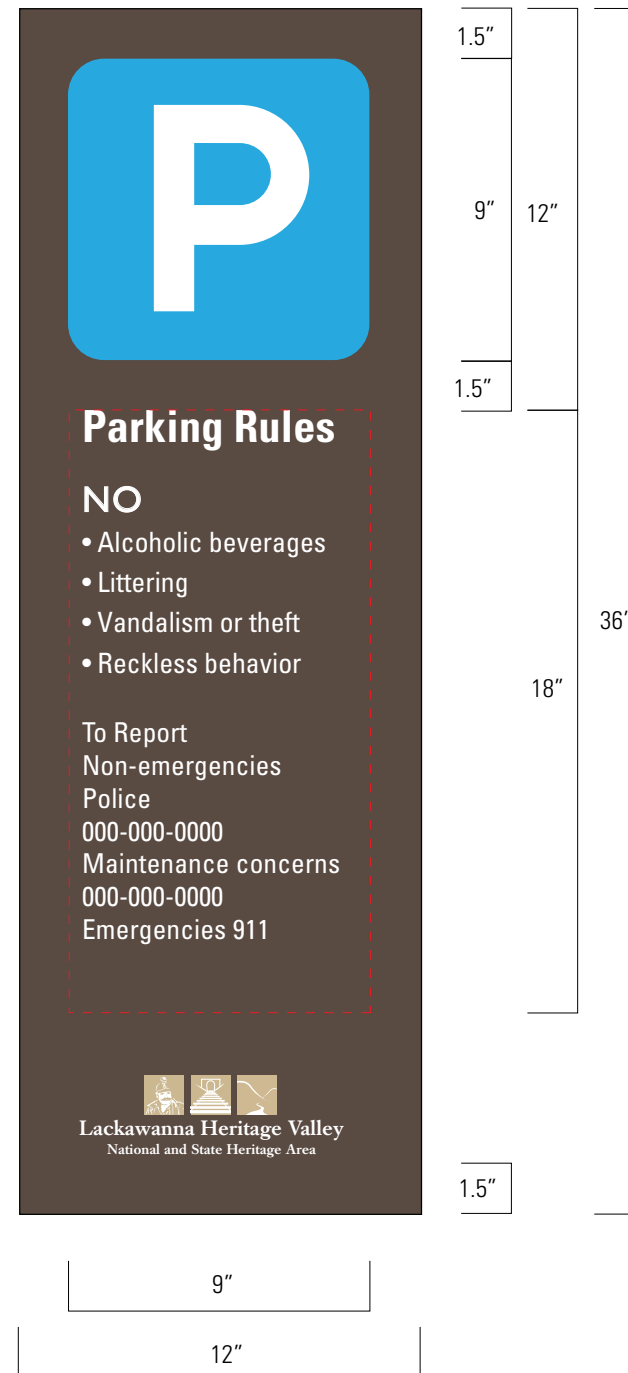 P
1.5"
9"
12"
1.5"
Parking Rules
NO
• Alcoholic beverages
• Littering
• Vandalism or theft
• Reckless behavior
36"
18"
To Report
Non-emergencies
Police
000-000-0000
Maintenance concerns
000-000-0000
Emergencies 911
Lackawanna Heritage Valley
National and State Heritage Area
1.5"
9"
12"